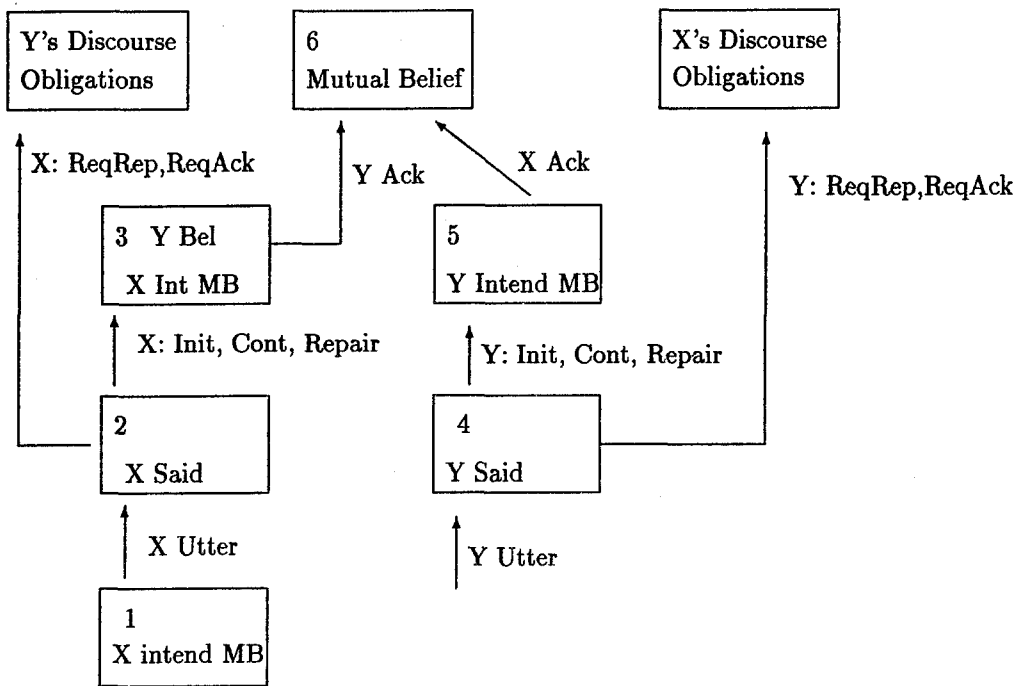 Y's Discourse
Obligations
6
Mutual Belief
X's Discourse
Obligations
X: ReqRep,ReqAck
Y Ack
X Ack
Y: ReqRep,ReqAck
3 Y Bel
X Int MB
5
Y Intend MB
X: Init, Cont, Repair
Y: Init, Cont, Repair
2
X Said
4
Y Said
X Utter
Y Utter
1
X intend MB